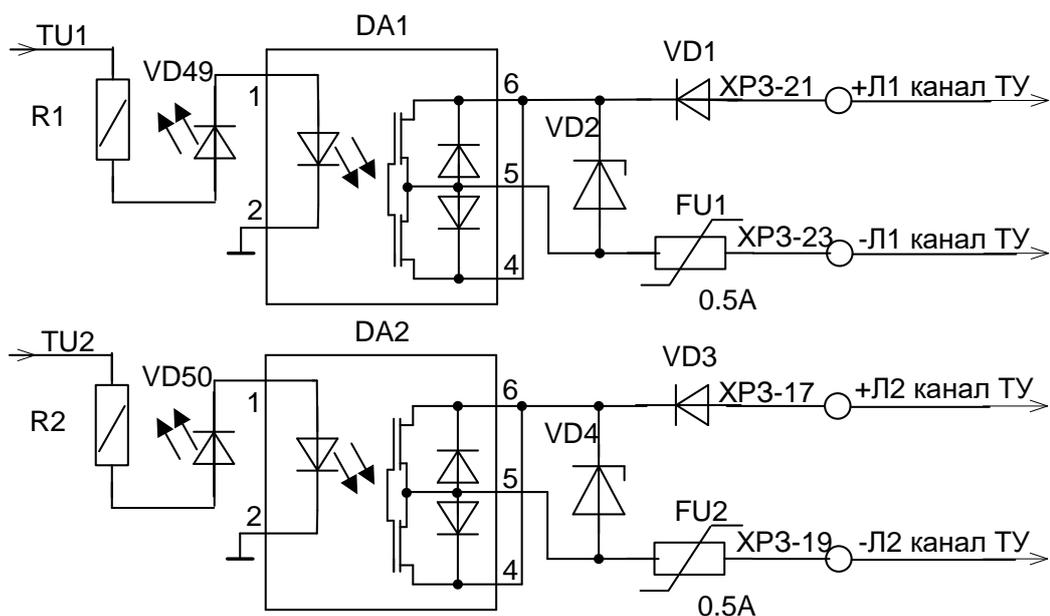 DA1
TU1
VD49
R1
1
2
6
5
4
VD1
VD2
XP3-21
+Л1 канал ТУ
FU1
XP3-23
-Л1 канал ТУ
0.5A
DA2
TU2
VD50
R2
1
2
6
5
4
VD3
VD4
XP3-17
+Л2 канал ТУ
FU2
XP3-19
-Л2 канал ТУ
0.5A